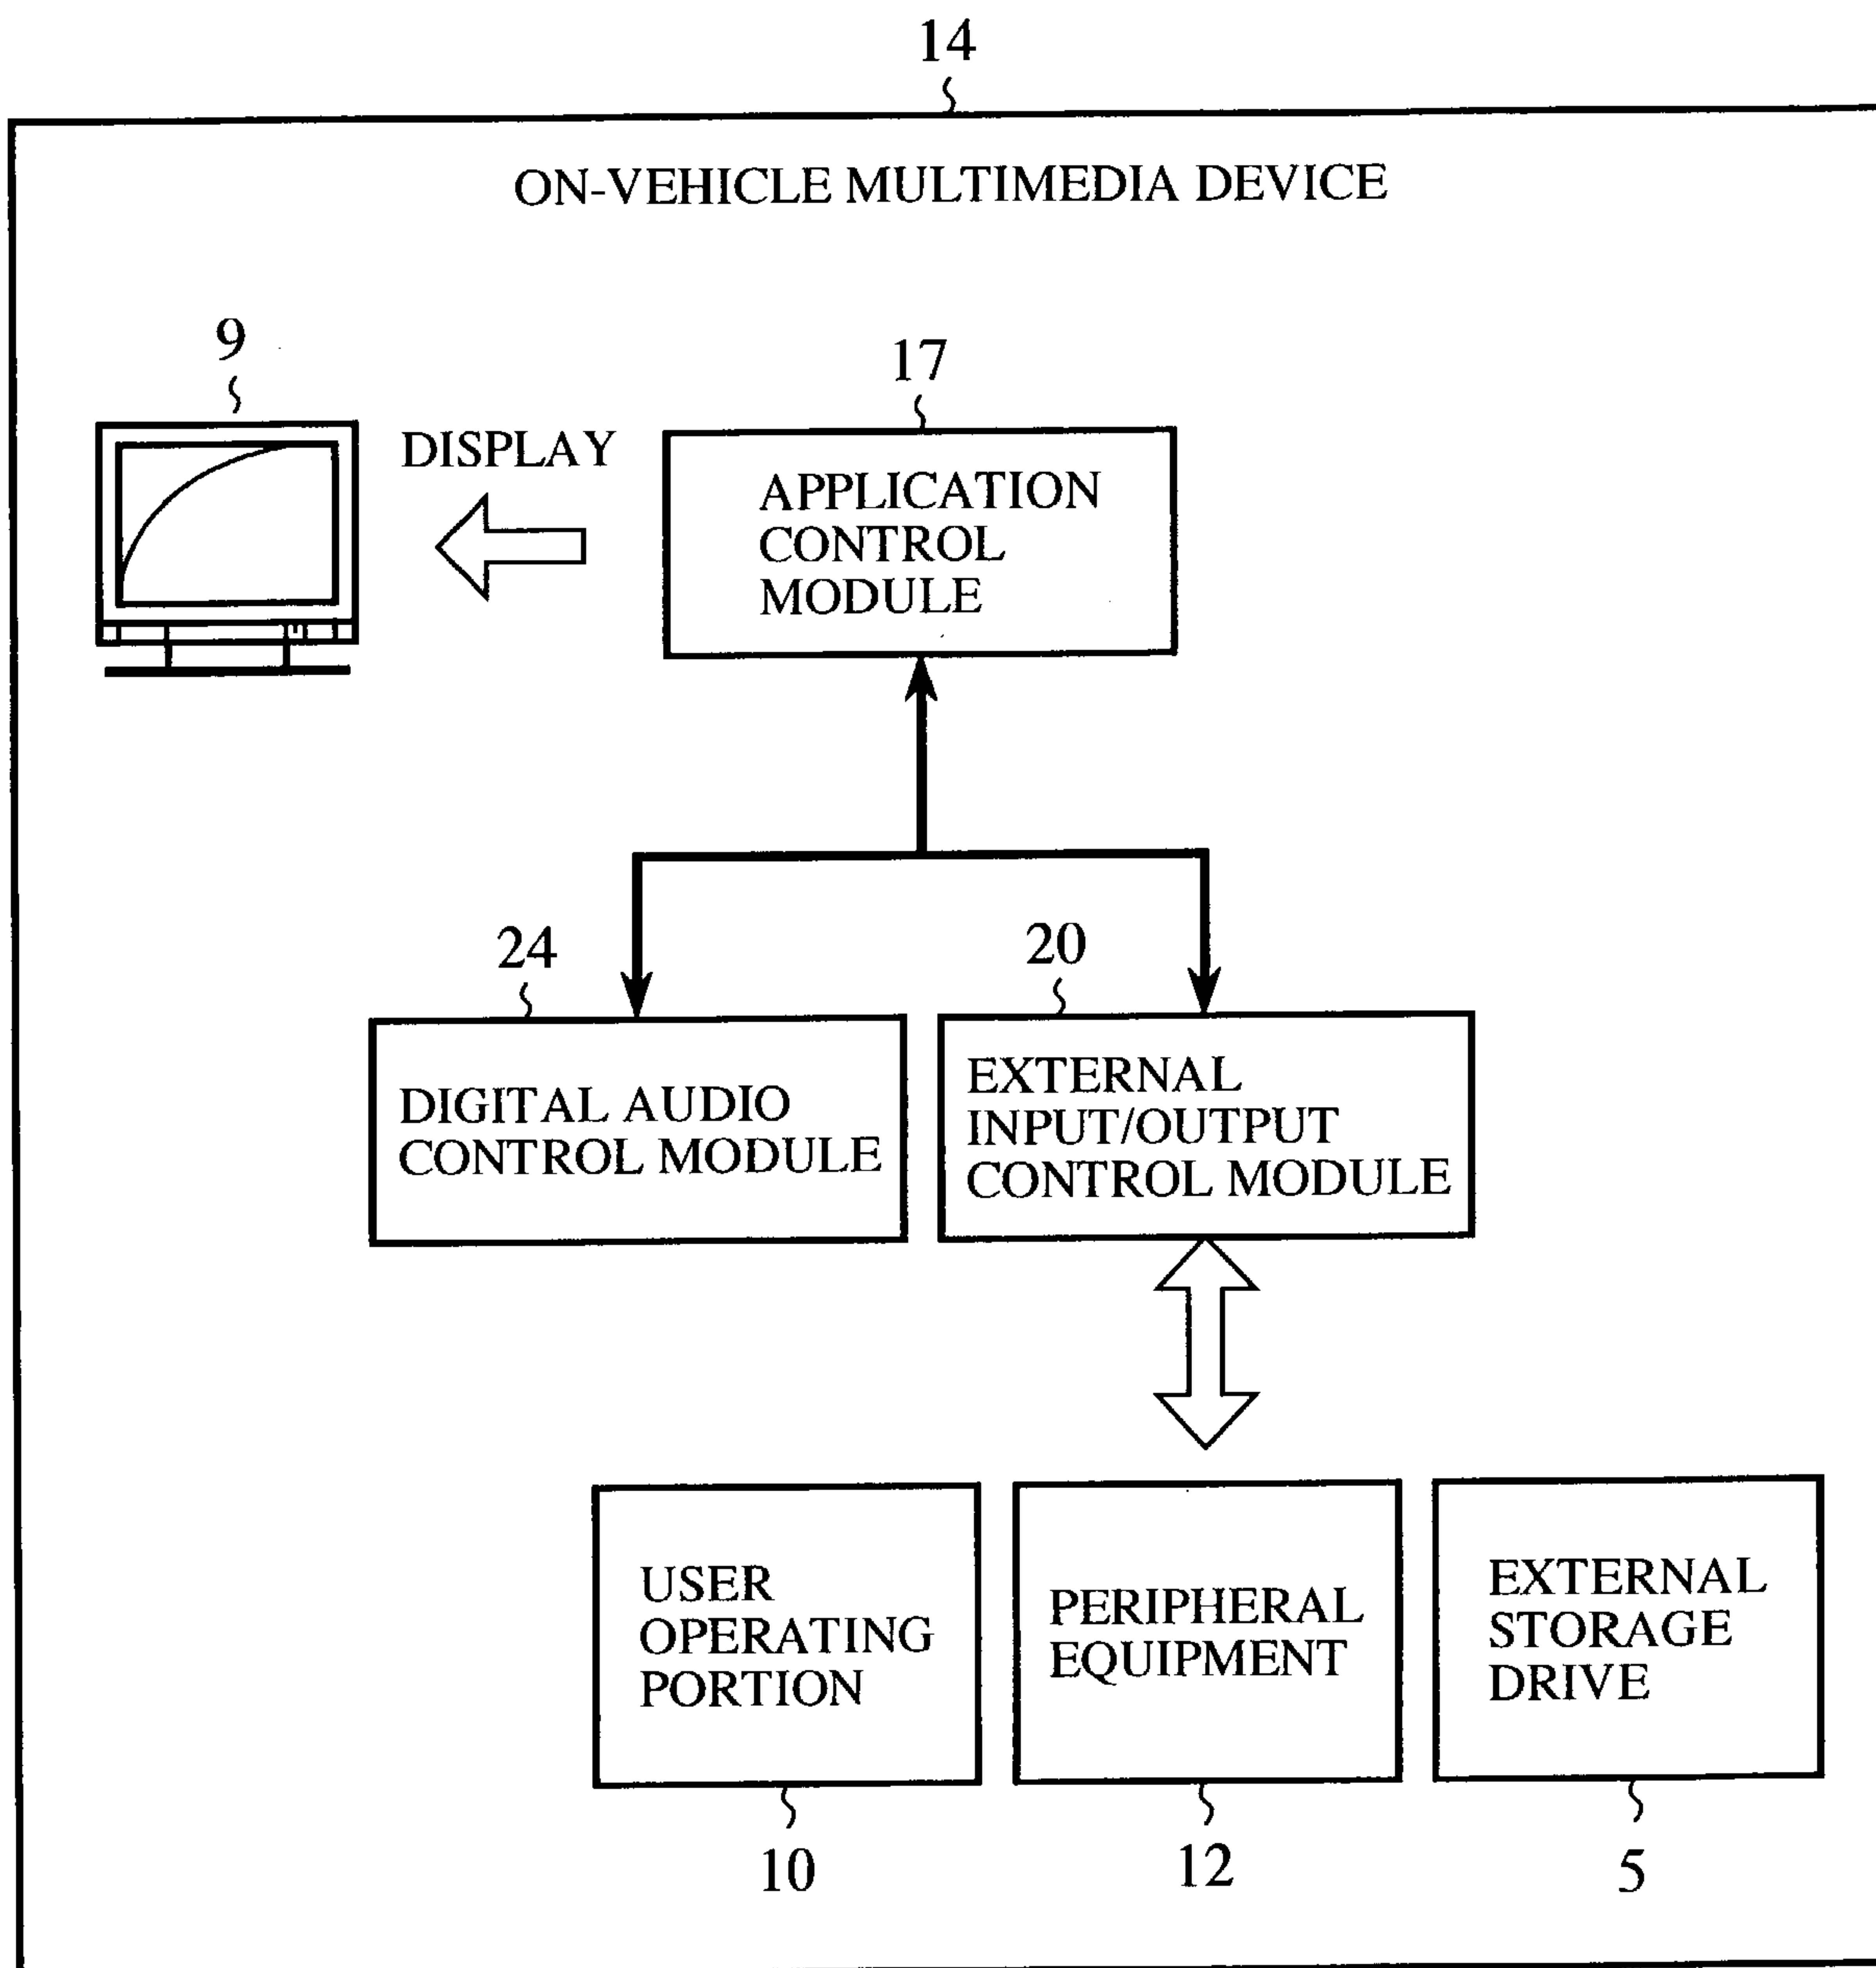 14
ON-VEHICLE MULTIMEDIA DEVICE
9
DISPLAY
17
APPLICATION
CONTROL
MODULE
24
DIGITAL AUDIO
CONTROL MODULE
20
EXTERNAL
INPUT/OUTPUT
CONTROL MODULE
USER
OPERATING
PORTION
10
PERIPHERAL
EQUIPMENT
12
EXTERNAL
STORAGE
DRIVE
5